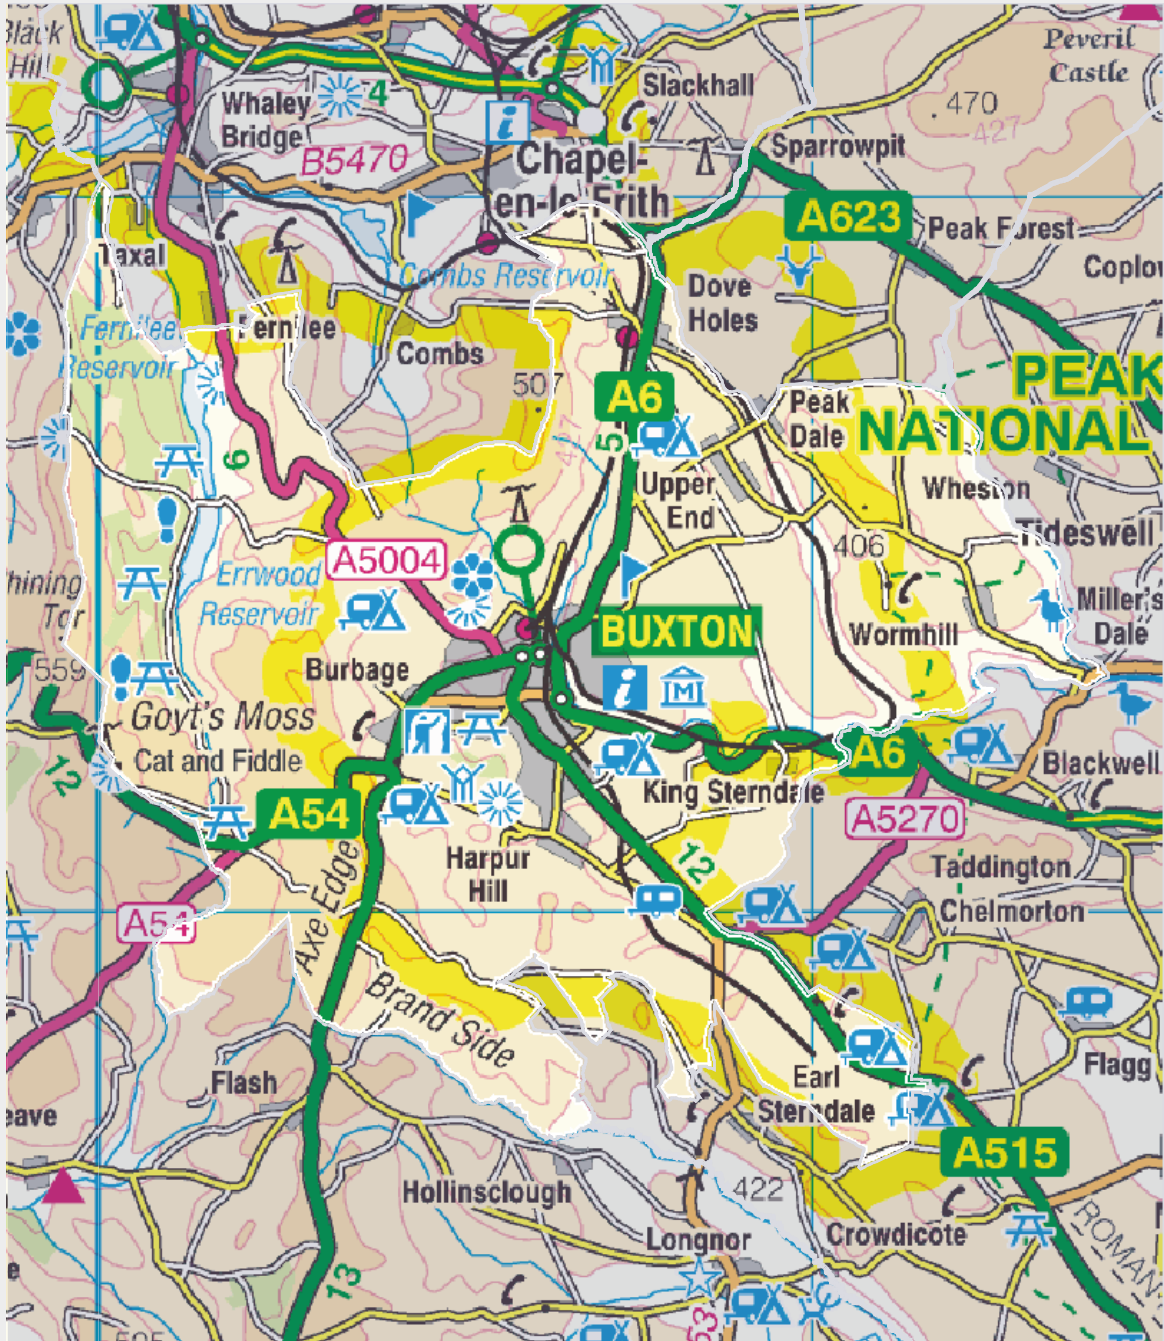 Black
Hill
Peveril
Castle
Slackhall
470
427
Whaley
Bridge
4
B5470
Chapel-
en-le-Frith
Sparrowpit
A623
Peak Forest
Taxal
Combs Reservoir
Dove
Holes
Fernilee
Reservoir
Fernilee
Combs
507
427
A6
5
PEAK
NATIONAL
Peak
Dale
6
Upper
End
Wheston
Tideswell
406
A5004
Errwood
Reservoir
hining
Tor
Miller's
Dale
BUXTON
Wormhill
559
Burbage
Goyt's Moss
Cat and Fiddle
12
A6
Blackwell
King Sterndale
A54
A5270
Harpur
Hill
12
Taddington
Axe Edge
Chelmorton
A54
Brand Side
Flash
Earl
Sterndale
Flagg
eave
A515
Hollinsclough
422
Longnor
Crowdicote
ROMAN
e
13
53